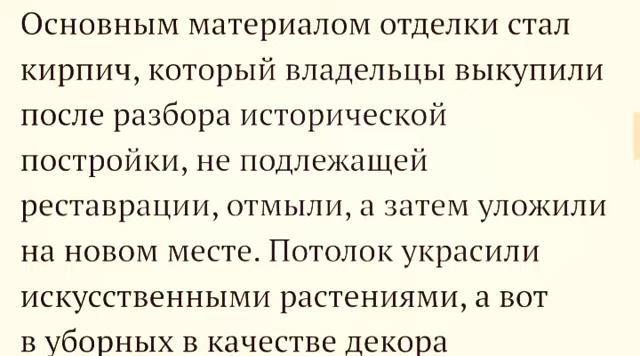 Основным материалом отделки стал
кирпич, который владельцы выкупили
после разбора исторической
постройки, не подлежащей
реставрации, отмыли, а затем уложили
на новом месте. Потолок украсили
искусственными растениями, а вот
в уборных в качестве декора